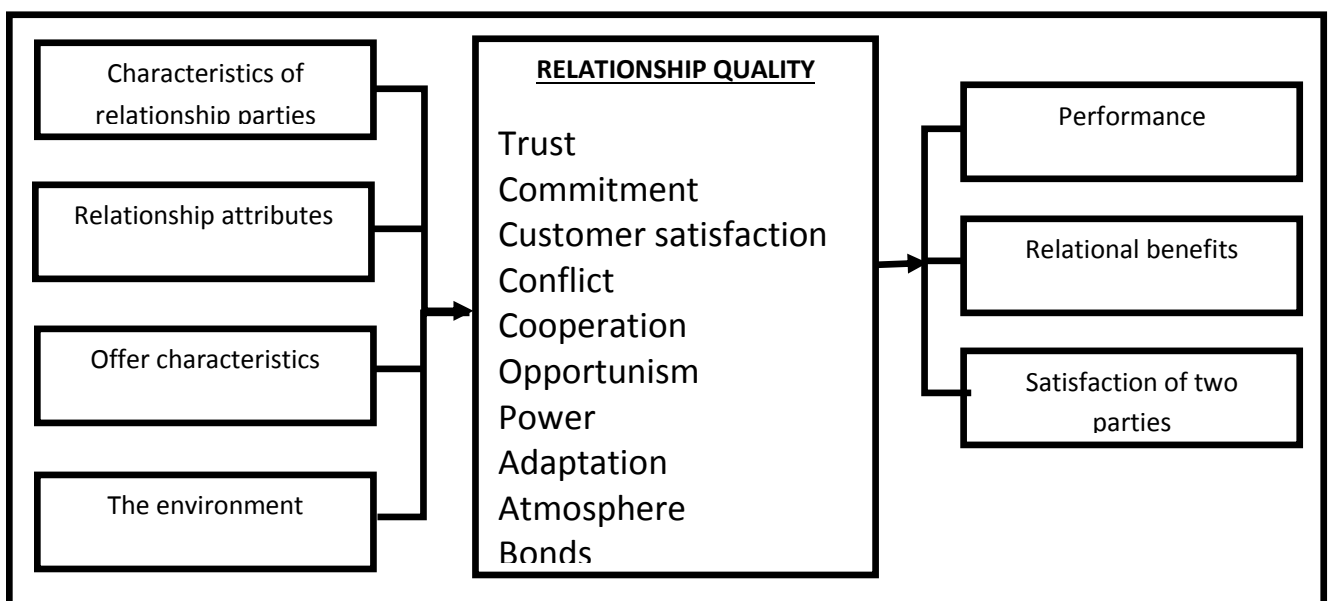 Characteristics of
relationship parties
Relationship attributes
Offer characteristics
The environment
RELATIONSHIP QUALITY
Trust
Commitment
Customer satisfaction
Conflict
Cooperation
Opportunism
Power
Adaptation
Atmosphere
Bonds
Performance
Relational benefits
Satisfaction of two
parties